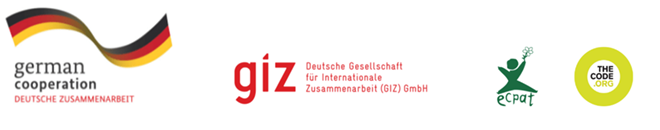 german
cooperation
DEUTSCHE ZUSAMMENARBEIT
giz
Deutsche Gesellschaft
für Internationale
Zusammenarbeit (GIZ) GmbH
ecpat
THE
CODE
.ORG